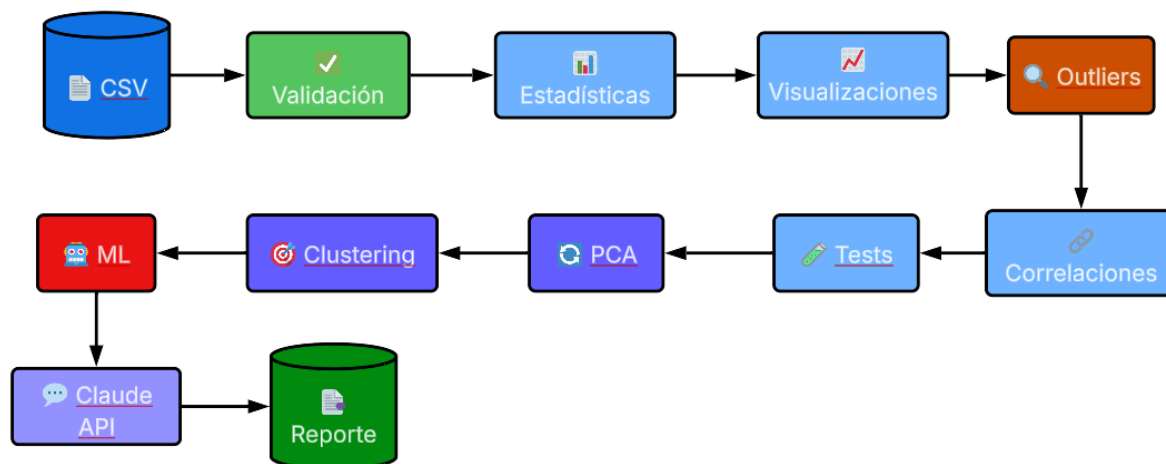 CSV
Validación
Estadísticas
Visualizaciones
Outliers
Correlaciones
Tests
PCA
Clustering
ML
Claude
API
Reporte